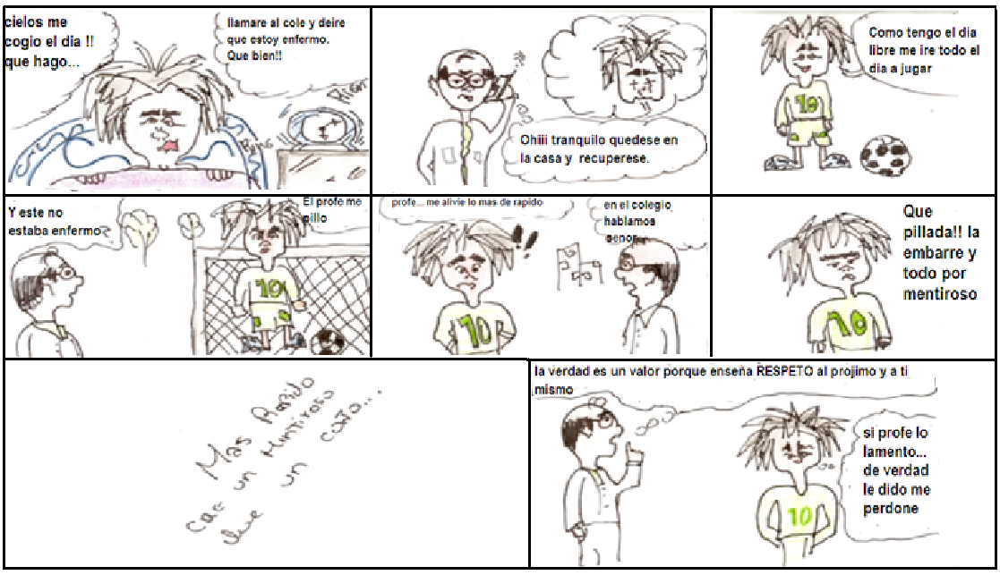 cielos me
cogio el dia !!
que hago...
llamare al cole y deire
que estoy enfermo.
Que bien!!
Ohiii tranquilo quedese en
la casa y recuperese.
Como tengo el dia
libre me ire todo el
dia a jugar
Y este no
estaba enfermo?
El profe me
pillo
10
profe... me alivie lo mas de rapido
!!
10
en el colegio
hablamos
senor
Que
pillada!! la
embarre y
todo por
mentiroso
10
Mas Rapido
cae un Mentiroso
que un cojo...
la verdad es un valor porque enseña RESPETO al projimo y a ti
mismo
si profe lo
lamento...
de verdad
le dido me
perdone
10